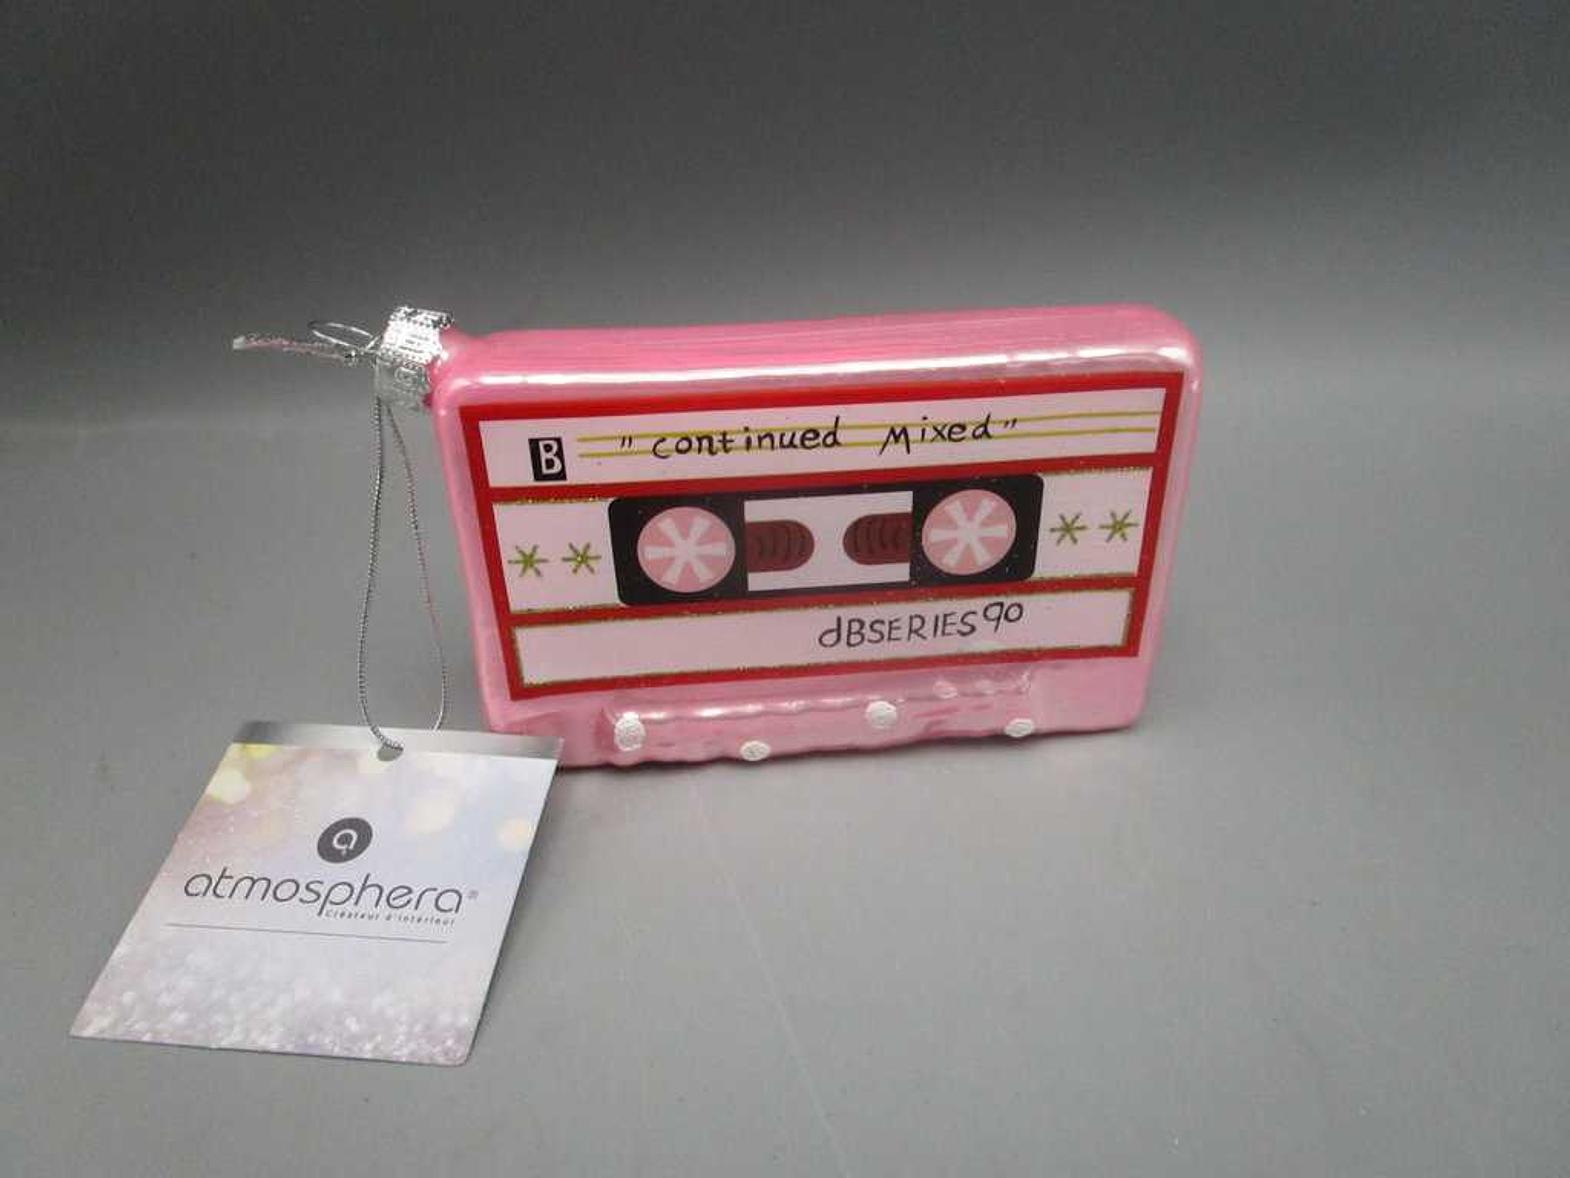 B "continued Mixed"
dBSERIES90
a
atmosphera®
Créateur d'intérieur